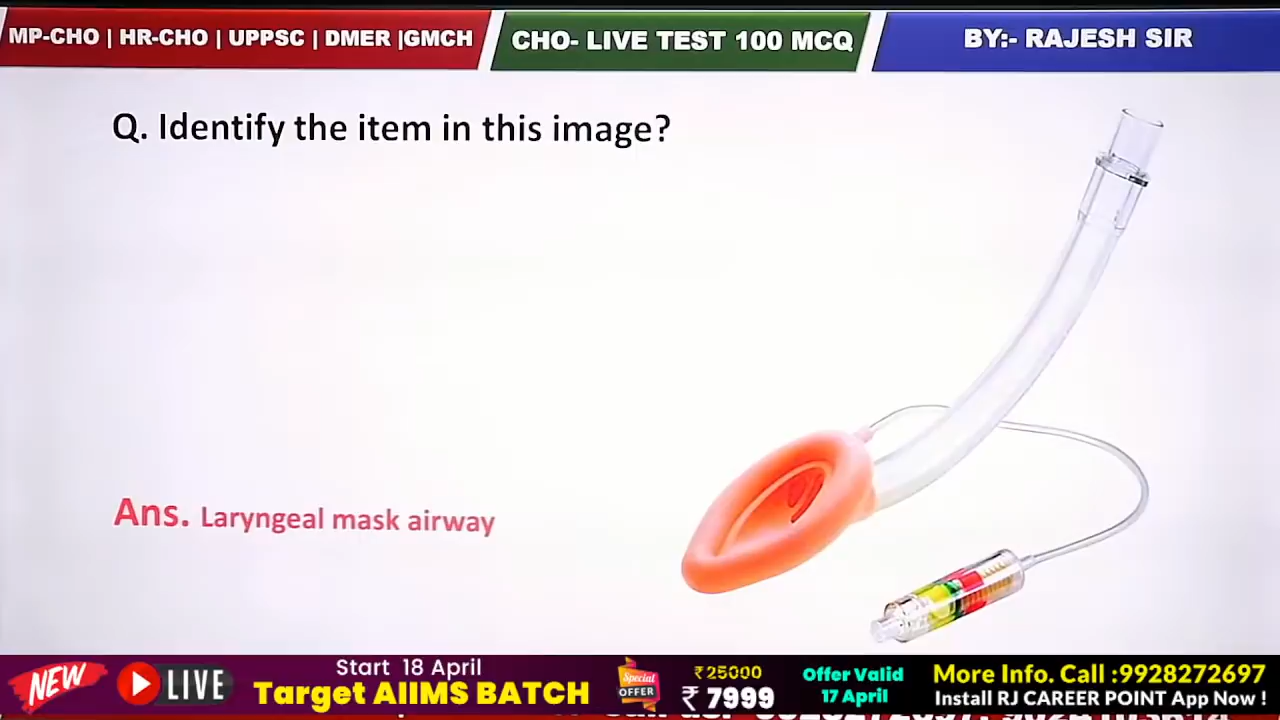 MP-CHO | HR-CHO | UPPSC | DMER |GMCH
CHO- LIVE TEST 100 MCQ
BY:- RAJESH SIR
Q. Identify the item in this image?
Ans. Laryngeal mask airway
NEW
LIVE
Start 18 April
Target AIIMS BATCH
Special
OFFER
₹25000
₹7999
Offer Valid
17 April
More Info. Call :9928272697
Install RJ CAREER POINT App Now !